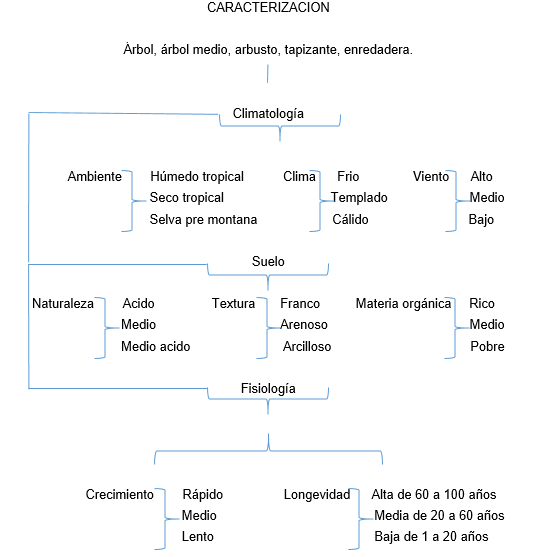 CARACTERIZACION
Àrbol, árbol medio, arbusto, tapizante, enredadera.
Climatología
Ambiente Húmedo tropical Clima Frio Viento Alto
Seco tropical Templado Medio
Selva pre montana Cálido Bajo
Suelo
Naturaleza Acido Textura Franco Materia orgánica Rico
Medio Arenoso Medio
Medio acido Arcilloso Pobre
Fisiología
Crecimiento Rápido Longevidad Alta de 60 a 100 años
Medio Media de 20 a 60 años
Lento Baja de 1 a 20 años